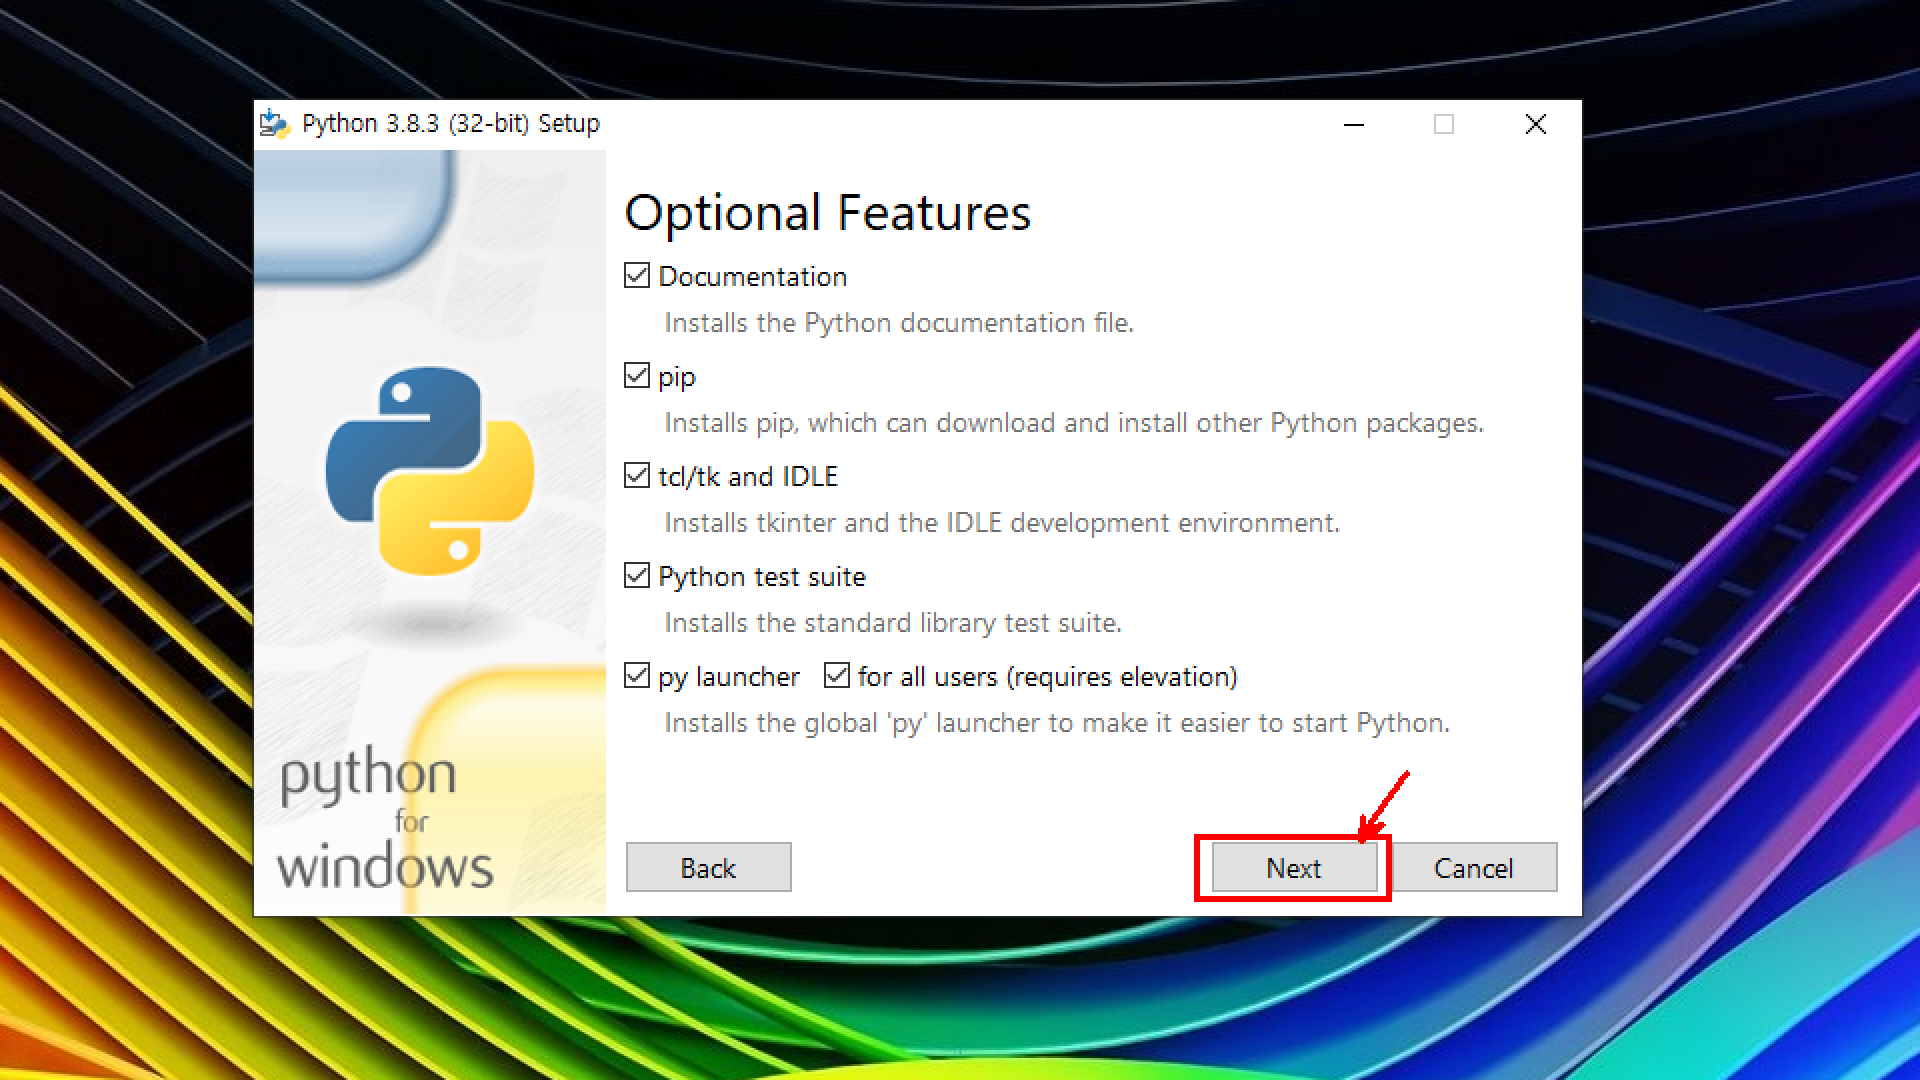 Python 3.8.3 (32-bit) Setup
Optional Features
Documentation
Installs the Python documentation file.
pip
Installs pip, which can download and install other Python packages.
tcl/tk and IDLE
Installs tkinter and the IDLE development environment.
Python test suite
Installs the standard library test suite.
py launcher for all users (requires elevation)
Installs the global 'py' launcher to make it easier to start Python.
python
for
windows
Back Next Cancel